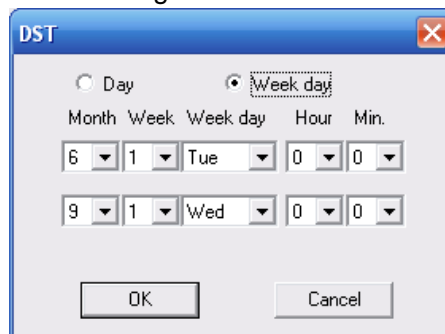 DST
Day Week day
Month Week Week day Hour Min.
6 1 Tue 0 0
9 1 Wed 0 0
OK Cancel